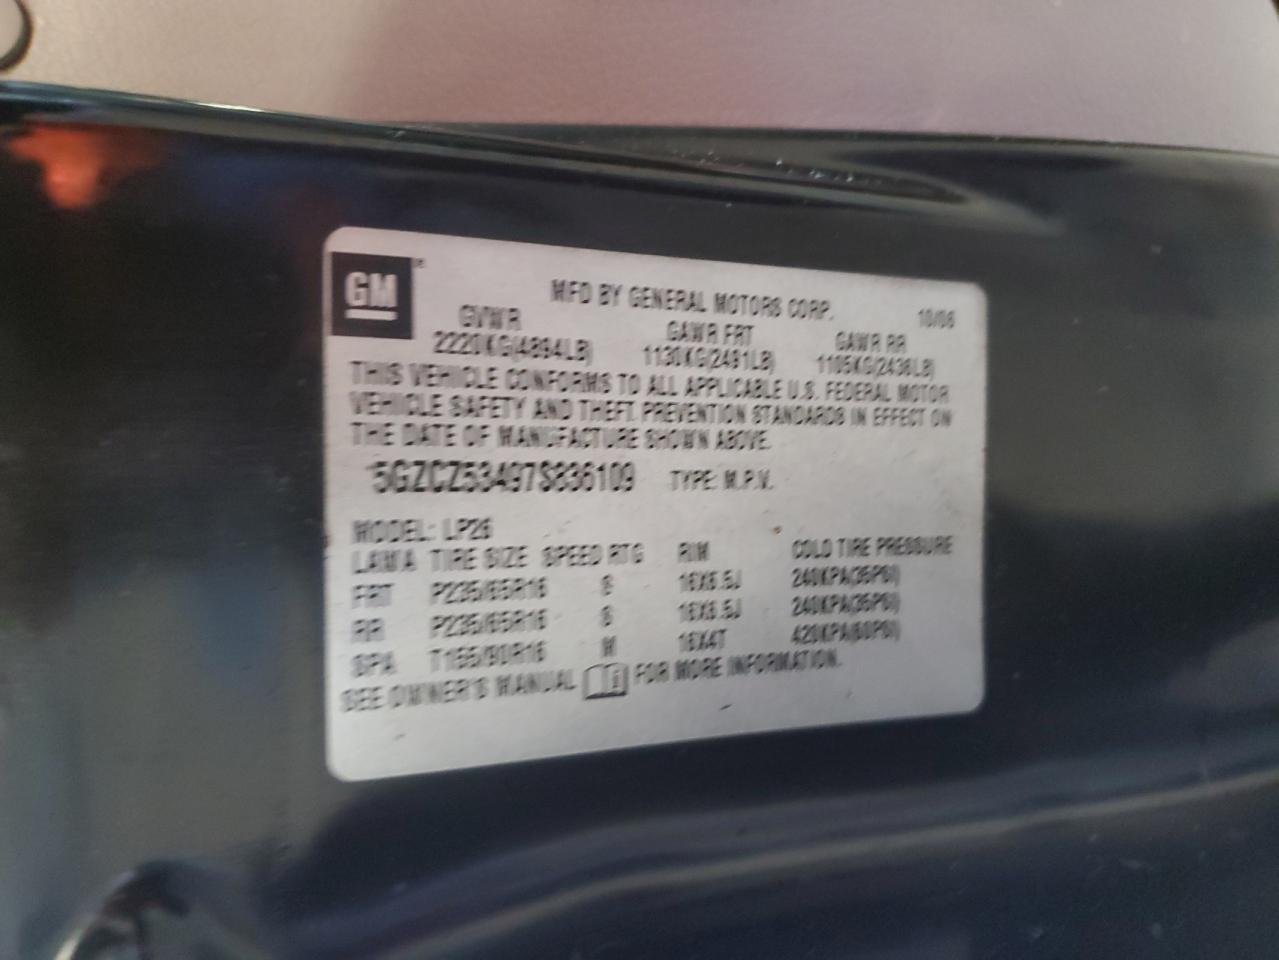 GM
MFD BY GENERAL MOTORS CORP. 10/06
GVWR GAWR FRT GAWR RR
2220KG(4894LB) 1130KG(2491LB) 1105KG(2436LB)
THIS VEHICLE CONFORMS TO ALL APPLICABLE U.S. FEDERAL MOTOR
VEHICLE SAFETY AND THEFT PREVENTION STANDARDS IN EFFECT ON
THE DATE OF MANUFACTURE SHOWN ABOVE.
5GZCZ53497S836109 TYPE: M.P.V.
MODEL: LP26
TIRE SIZE SPEED RTG RIM COLD TIRE PRESSURE
FRT P235/65R16 S 16X6.5J 240KPA(35PSI)
RR P235/65R16 S 16X6.5J 240KPA(35PSI)
SPA T155/90R16 M 16X4T 420KPA(60PSI)
SEE OWNER'S MANUAL FOR MORE INFORMATION.